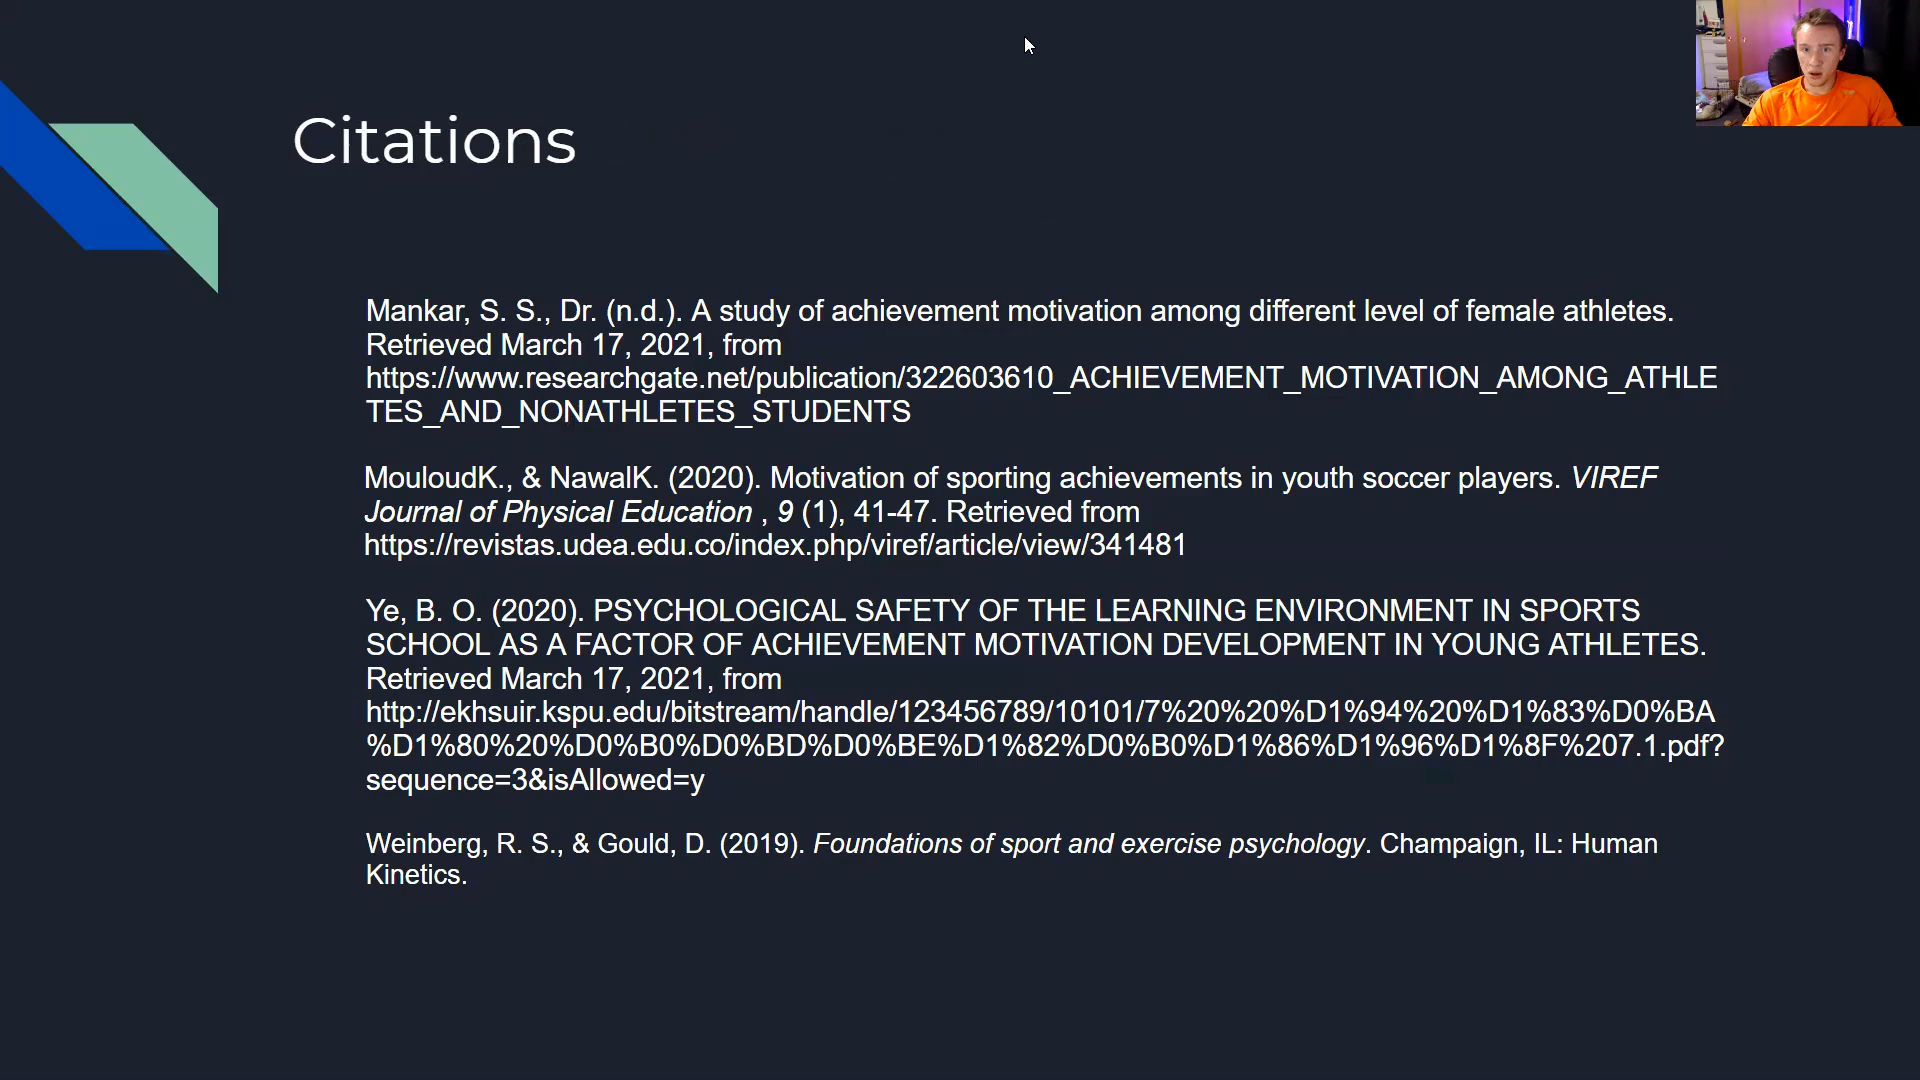 Citations
Mankar, S. S., Dr. (n.d.). A study of achievement motivation among different level of female athletes.
Retrieved March 17, 2021, from
https://www.researchgate.net/publication/322603610_ACHIEVEMENT_MOTIVATION_AMONG_ATHLE
TES_AND_NONATHLETES_STUDENTS
MouloudK., & NawalK. (2020). Motivation of sporting achievements in youth soccer players. VIREF
Journal of Physical Education , 9 (1), 41-47. Retrieved from
https://revistas.udea.edu.co/index.php/viref/article/view/341481
Ye, B. O. (2020). PSYCHOLOGICAL SAFETY OF THE LEARNING ENVIRONMENT IN SPORTS
SCHOOL AS A FACTOR OF ACHIEVEMENT MOTIVATION DEVELOPMENT IN YOUNG ATHLETES.
Retrieved March 17, 2021, from
http://ekhsuir.kspu.edu/bitstream/handle/123456789/10101/7%20%20%D1%94%20%D1%83%D0%BA
%D1%80%20%D0%B0%D0%BD%D0%BE%D1%82%D0%B0%D1%86%D1%96%D1%8F%207.1.pdf?
sequence=3&isAllowed=y
Weinberg, R. S., & Gould, D. (2019). Foundations of sport and exercise psychology. Champaign, IL: Human
Kinetics.